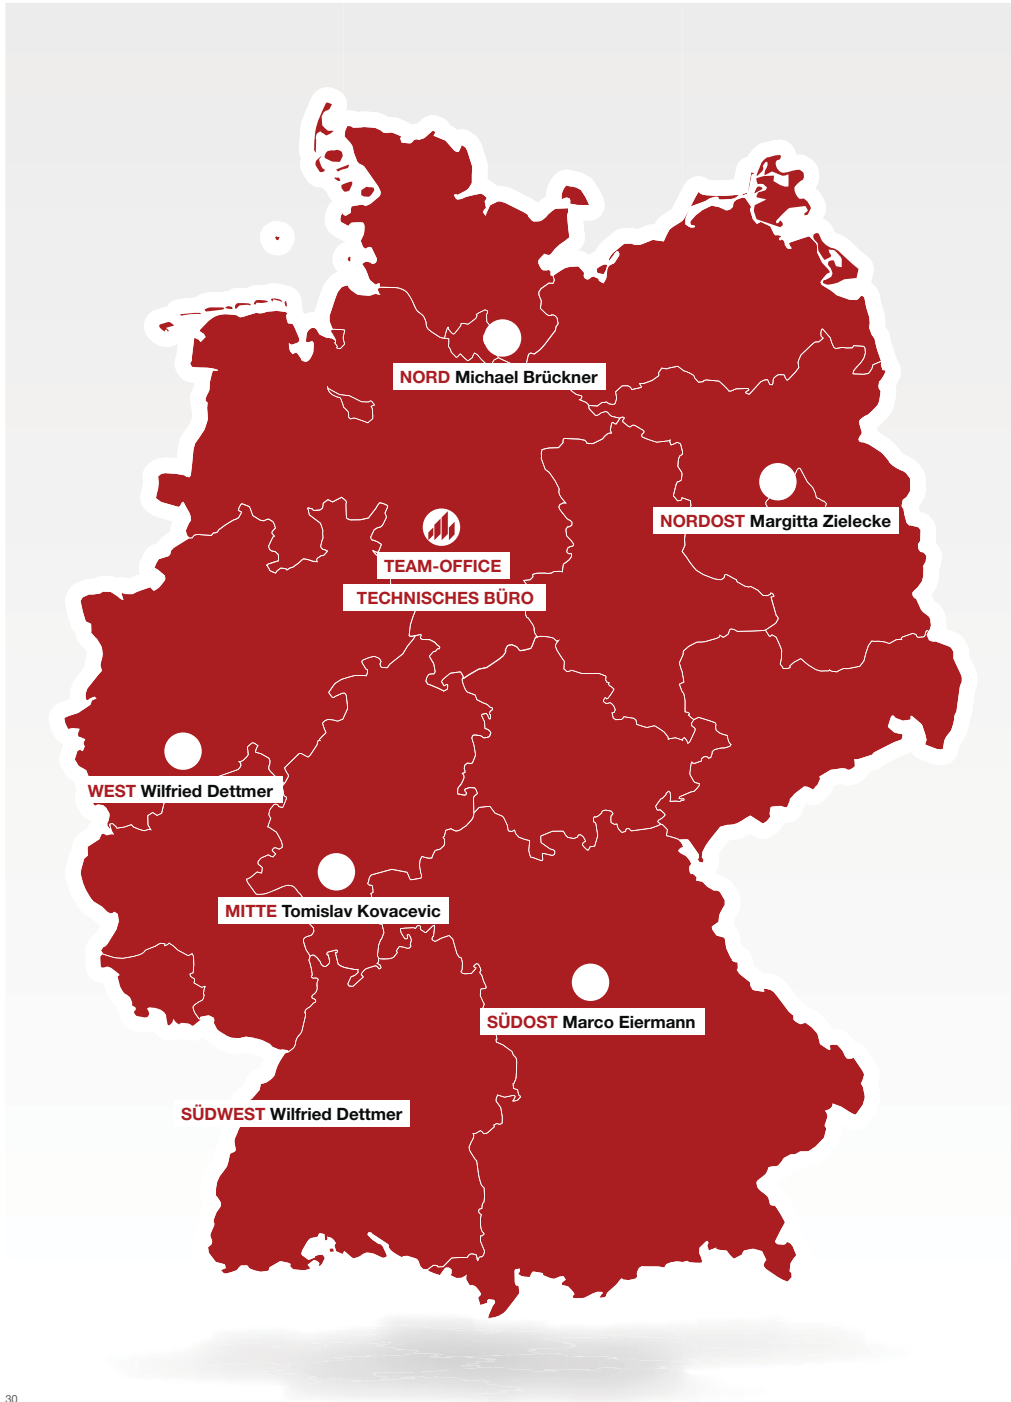 NORD Michael Brückner
NORDOST Margitta Zielecke
TEAM-OFFICE
TECHNISCHES BÜRO
WEST Wilfried Dettmer
MITTE Tomislav Kovacevic
SÜDOST Marco Eiermann
SÜDWEST Wilfried Dettmer
30